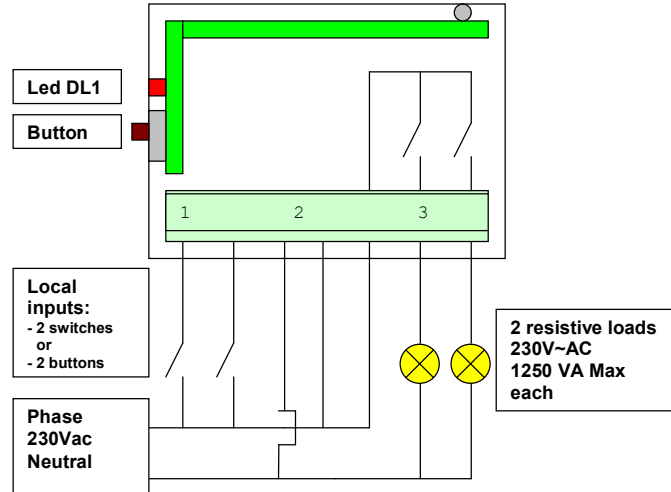 Led DL1
Button
1 2 3
Local
inputs:
- 2 switches
or
- 2 buttons
2 resistive loads
230V~AC
1250 VA Max
each
Phase
230Vac
Neutral